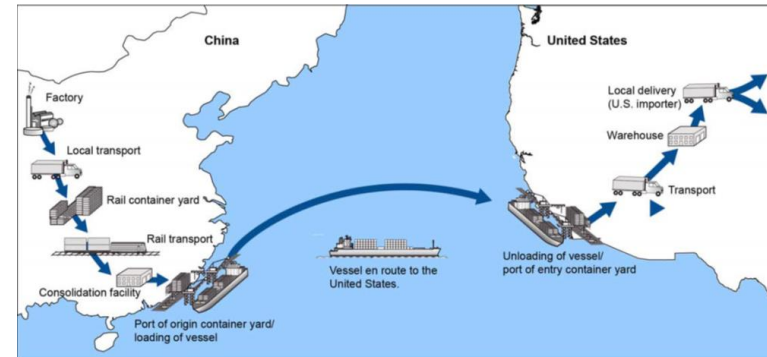 China
United States
Factory
Local transport
Rail container yard
Rail transport
Consolidation facility
Port of origin container yard/
loading of vessel
Vessel en route to the
United States.
Unloading of vessel/
port of entry container yard
Transport
Warehouse
Local delivery
(U.S. importer)